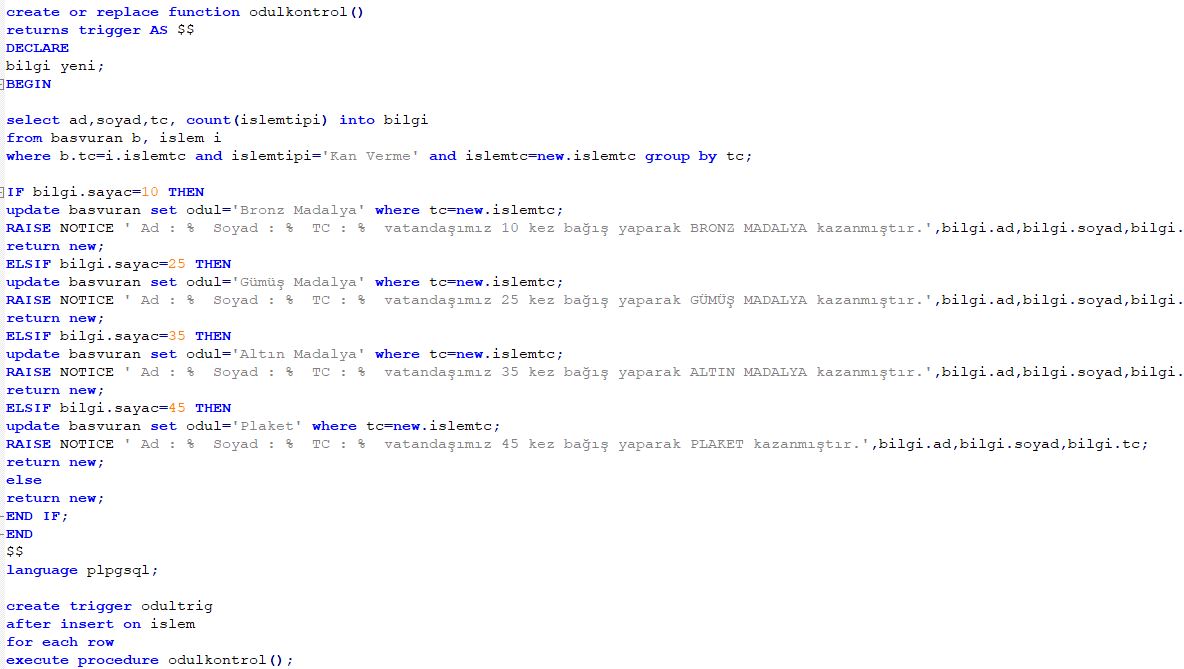 create or replace function odulkontrol()
returns trigger AS $$
DECLARE
bilgi yeni;
BEGIN
select ad,soyad,tc, count(islemtipi) into bilgi
from basvuran b, islem i
where b.tc=i.islemtc and islemtipi='Kan Verme' and islemtc=new.islemtc group by tc;
IF bilgi.sayac=10 THEN
update basvuran set odul='Bronz Madalya' where tc=new.islemtc;
RAISE NOTICE ' Ad : %  Soyad : %  TC : %  vatandaşımız 10 kez bağış yaparak BRONZ MADALYA kazanmıştır.',bilgi.ad,bilgi.soyad,bilgi.
return new;
ELSIF bilgi.sayac=25 THEN
update basvuran set odul='Gümüş Madalya' where tc=new.islemtc;
RAISE NOTICE ' Ad : %  Soyad : %  TC : %  vatandaşımız 25 kez bağış yaparak GÜMÜŞ MADALYA kazanmıştır.',bilgi.ad,bilgi.soyad,bilgi.
return new;
ELSIF bilgi.sayac=35 THEN
update basvuran set odul='Altın Madalya' where tc=new.islemtc;
RAISE NOTICE ' Ad : %  Soyad : %  TC : %  vatandaşımız 35 kez bağış yaparak ALTIN MADALYA kazanmıştır.',bilgi.ad,bilgi.soyad,bilgi.
return new;
ELSIF bilgi.sayac=45 THEN
update basvuran set odul='Plaket' where tc=new.islemtc;
RAISE NOTICE ' Ad : %  Soyad : %  TC : %  vatandaşımız 45 kez bağış yaparak PLAKET kazanmıştır.',bilgi.ad,bilgi.soyad,bilgi.tc;
return new;
else
return new;
END IF;
END
$$
language plpgsql;
create trigger odultrig
after insert on islem
for each row
execute procedure odulkontrol();